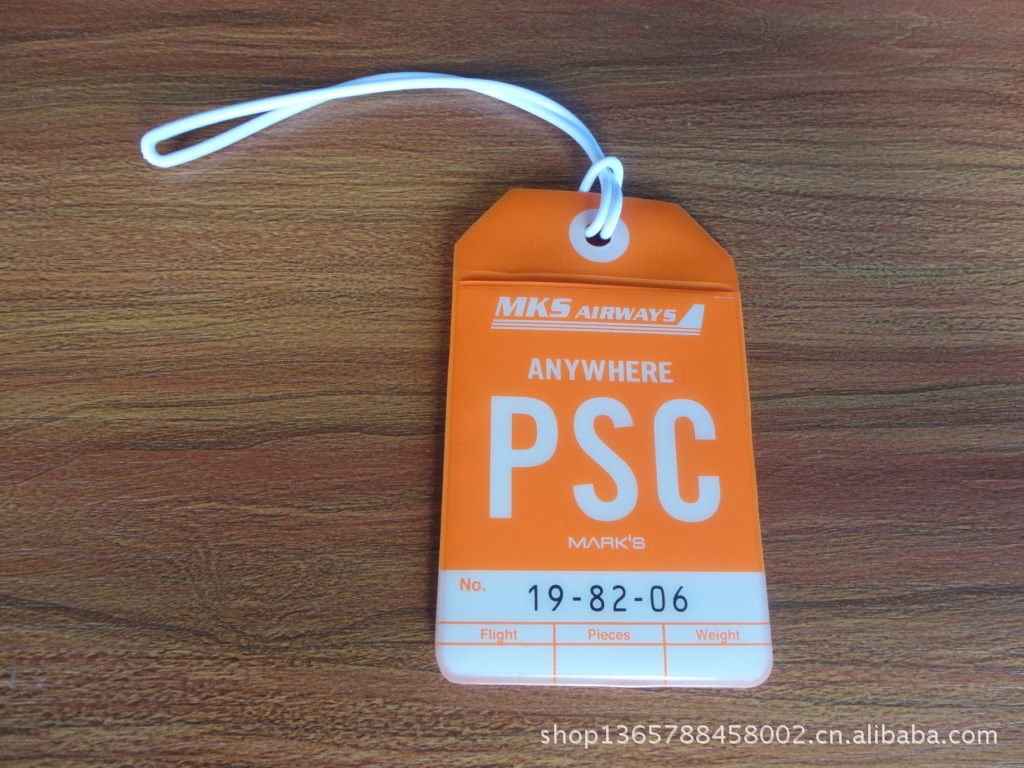 MKS AIRWAYS
ANYWHERE
PSC
MARK'S
No. 19-82-06
Flight Pieces Weight
shop1365788458002.cn.alibaba.com